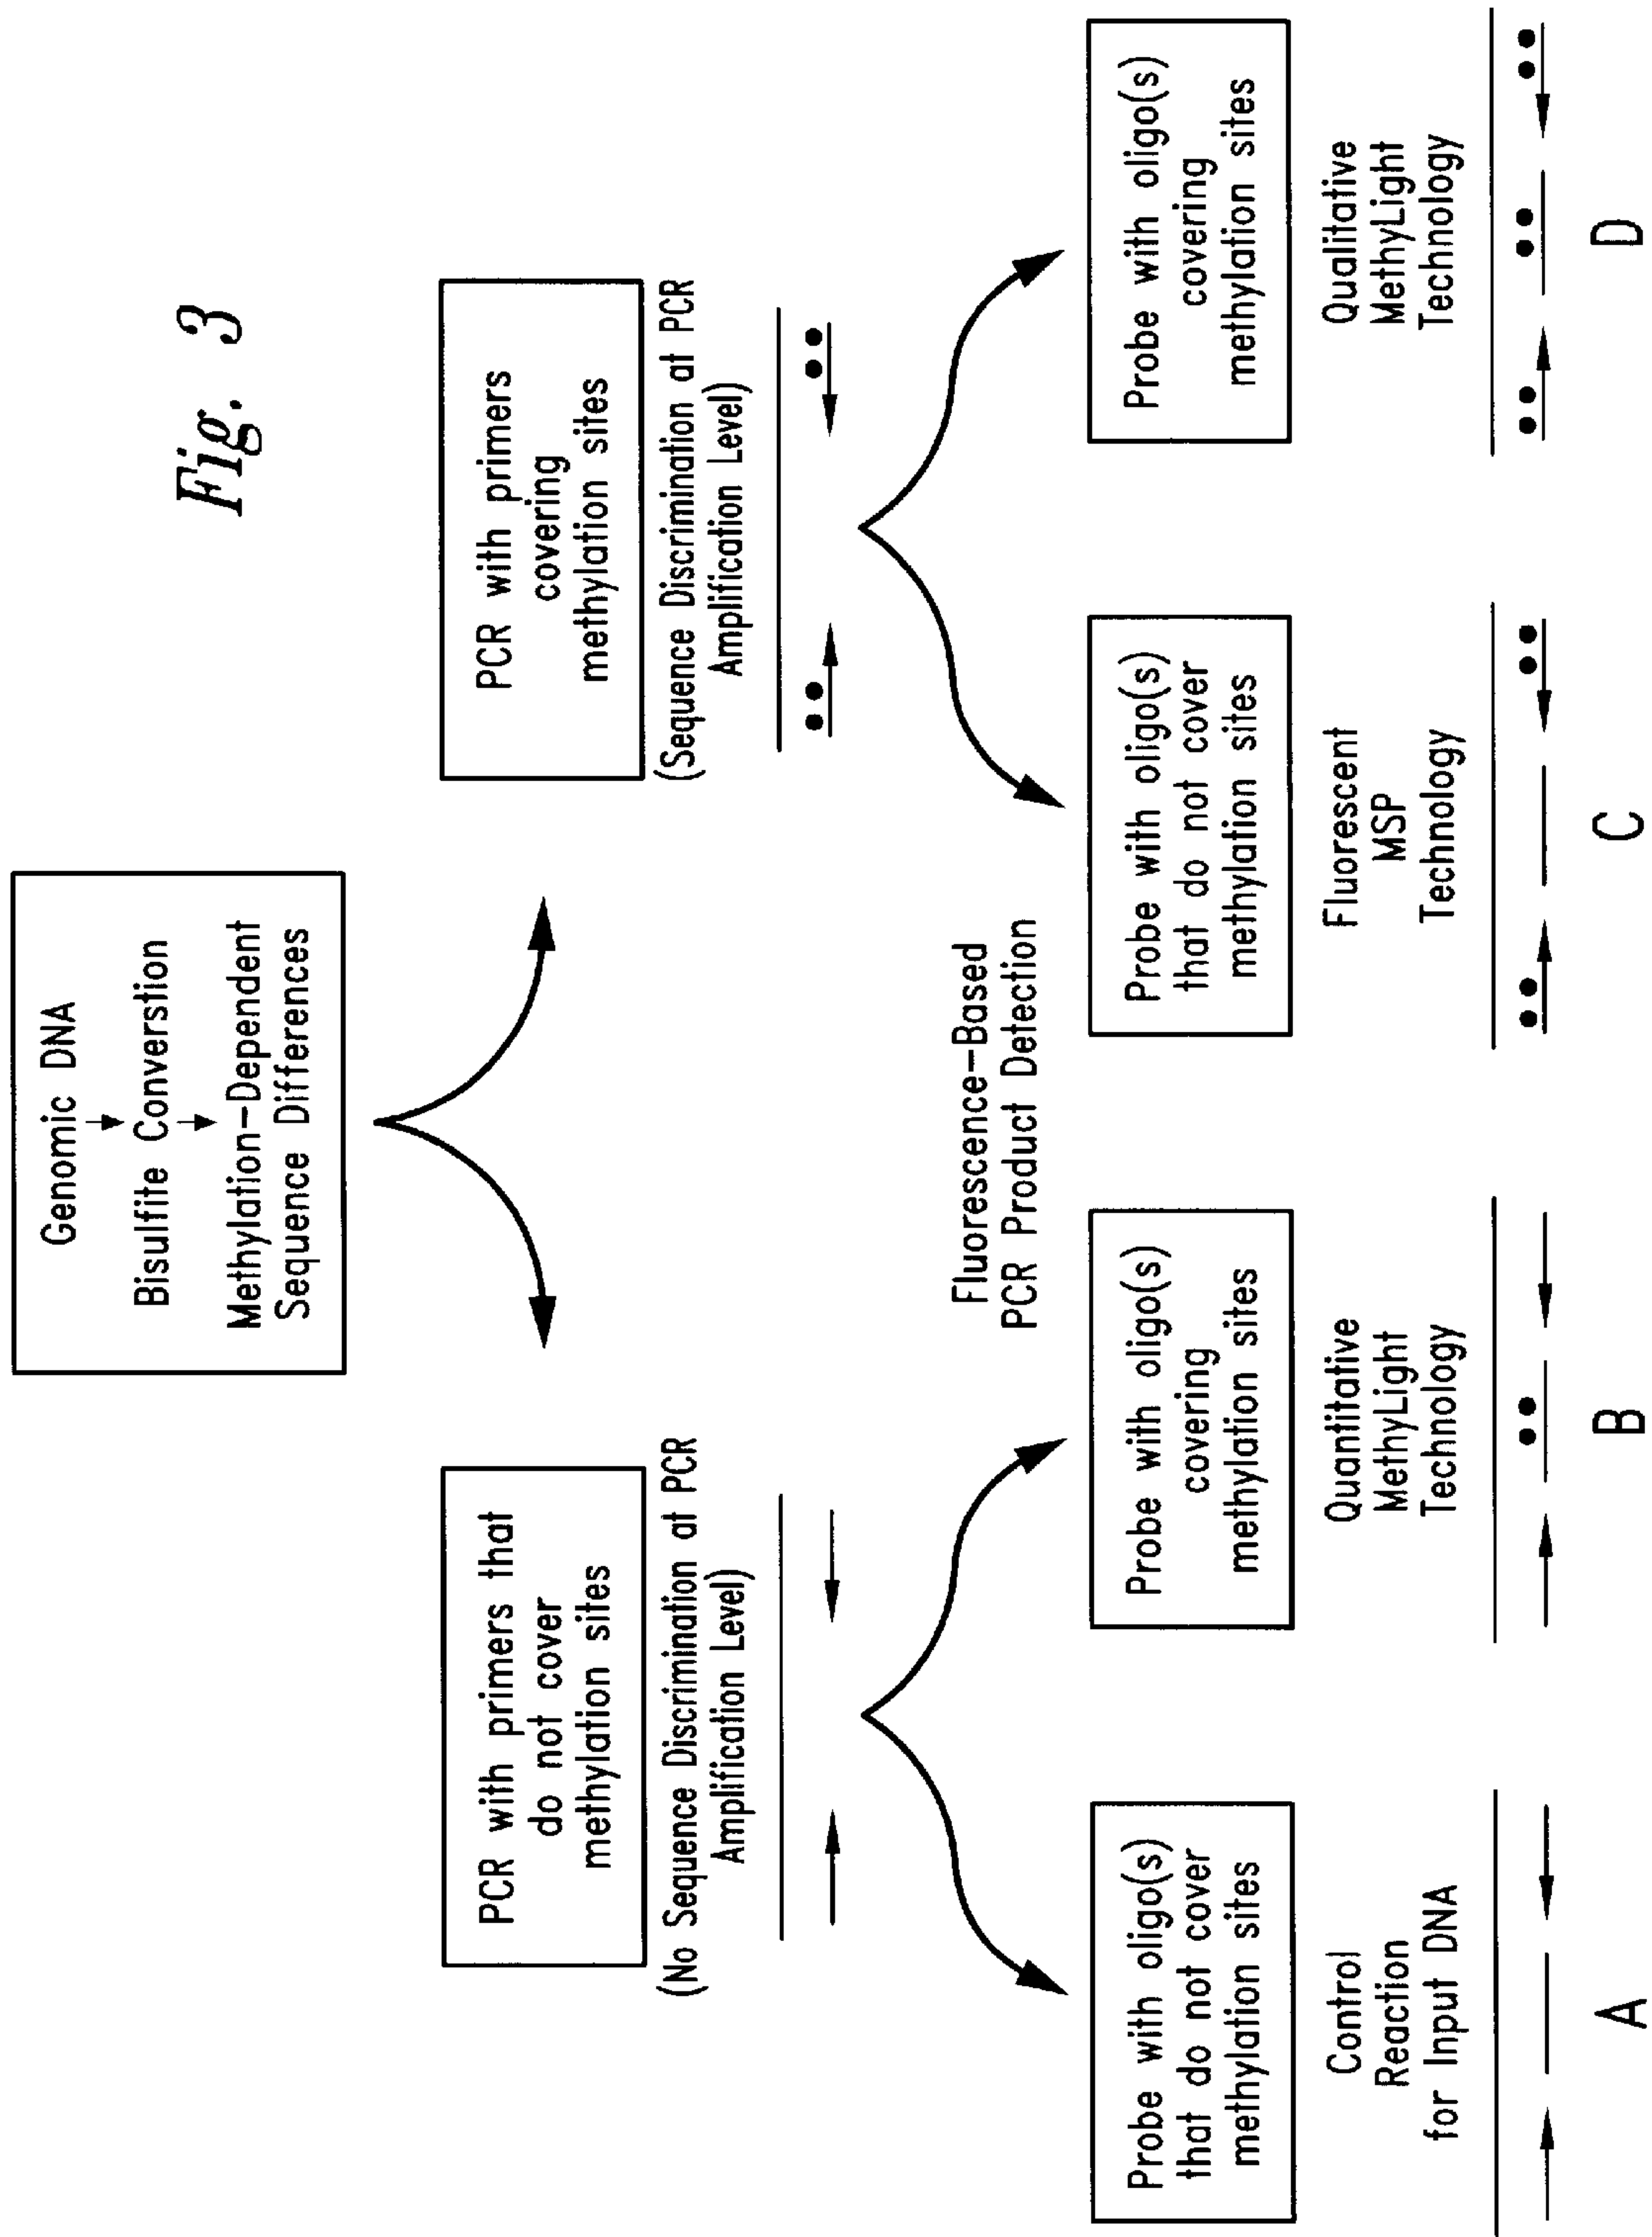 Fig. 3
Genomic DNA
Bisulfite Converstion
Methylation-Dependent
Sequence Differences
PCR with primers that
do not cover
methylation sites
(No Sequence Discrimination at PCR
Amplification Level)
PCR with primers
covering
methylation sites
(Sequence Discrimination at PCR
Amplification Level)
Fluorescence-Based
PCR Product Detection
Probe with oligo(s)
that do not cover
methylation sites
Control
Reaction
for Input DNA
A
Probe with oligo(s)
covering
methylation sites
Quantitative
MethyLight
Technology
B
Probe with oligo(s)
that do not cover
methylation sites
Fluorescent
MSP
Technology
C
Probe with oligo(s)
covering
methylation sites
Qualitative
MethyLight
Technology
D